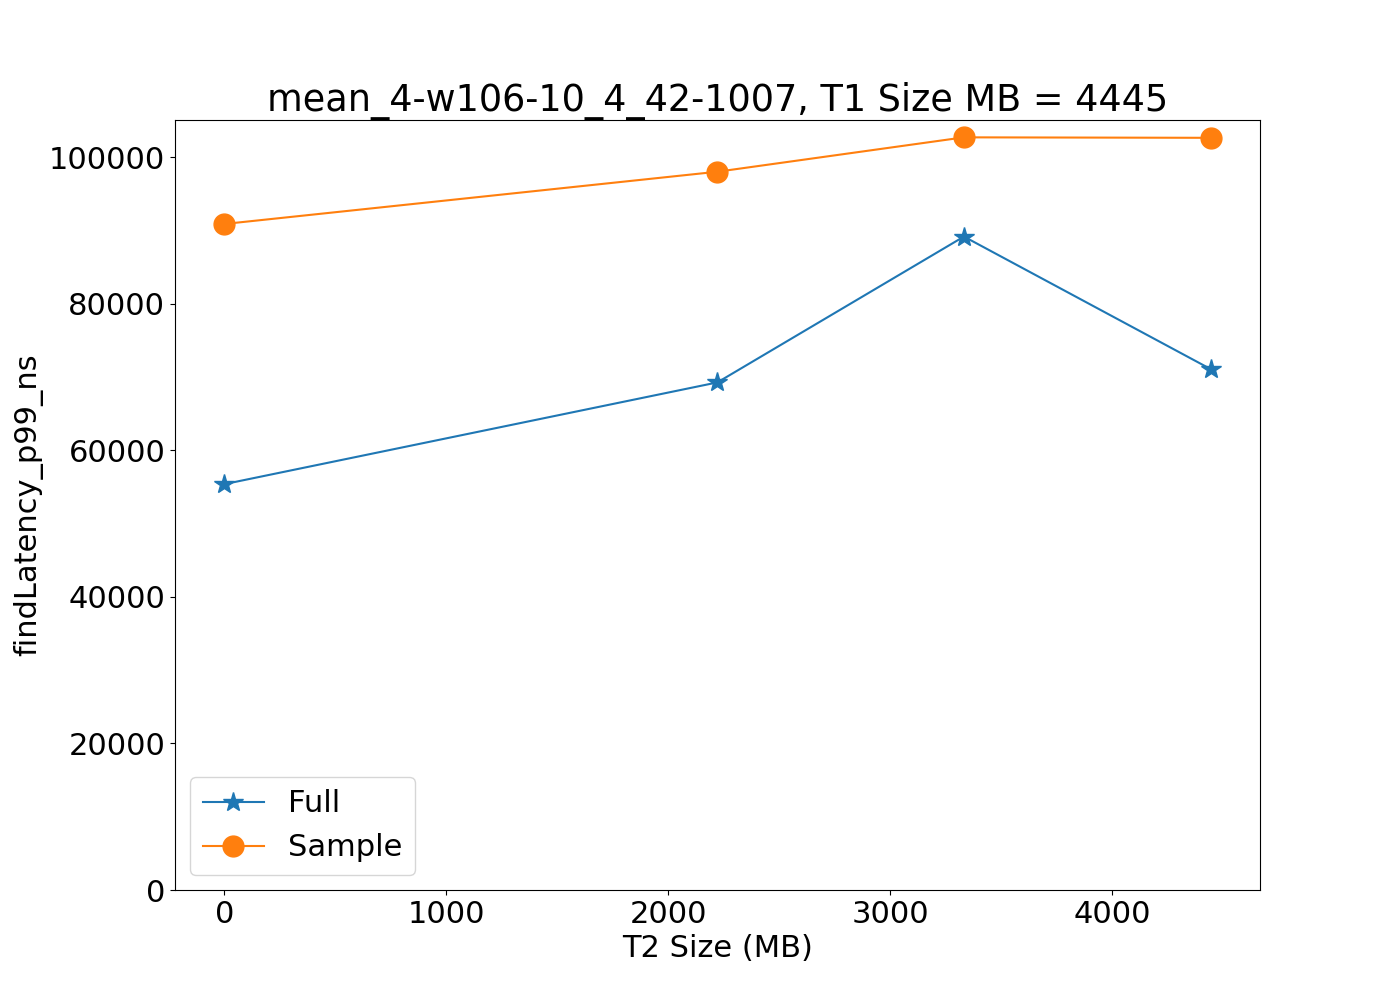 mean_4-w106-10_4_42-1007, T1 Size MB = 4445
100000
80000
60000
40000
20000
0
findLatency_p99_ns
Full
Sample
0 1000 2000 3000 4000
T2 Size (MB)